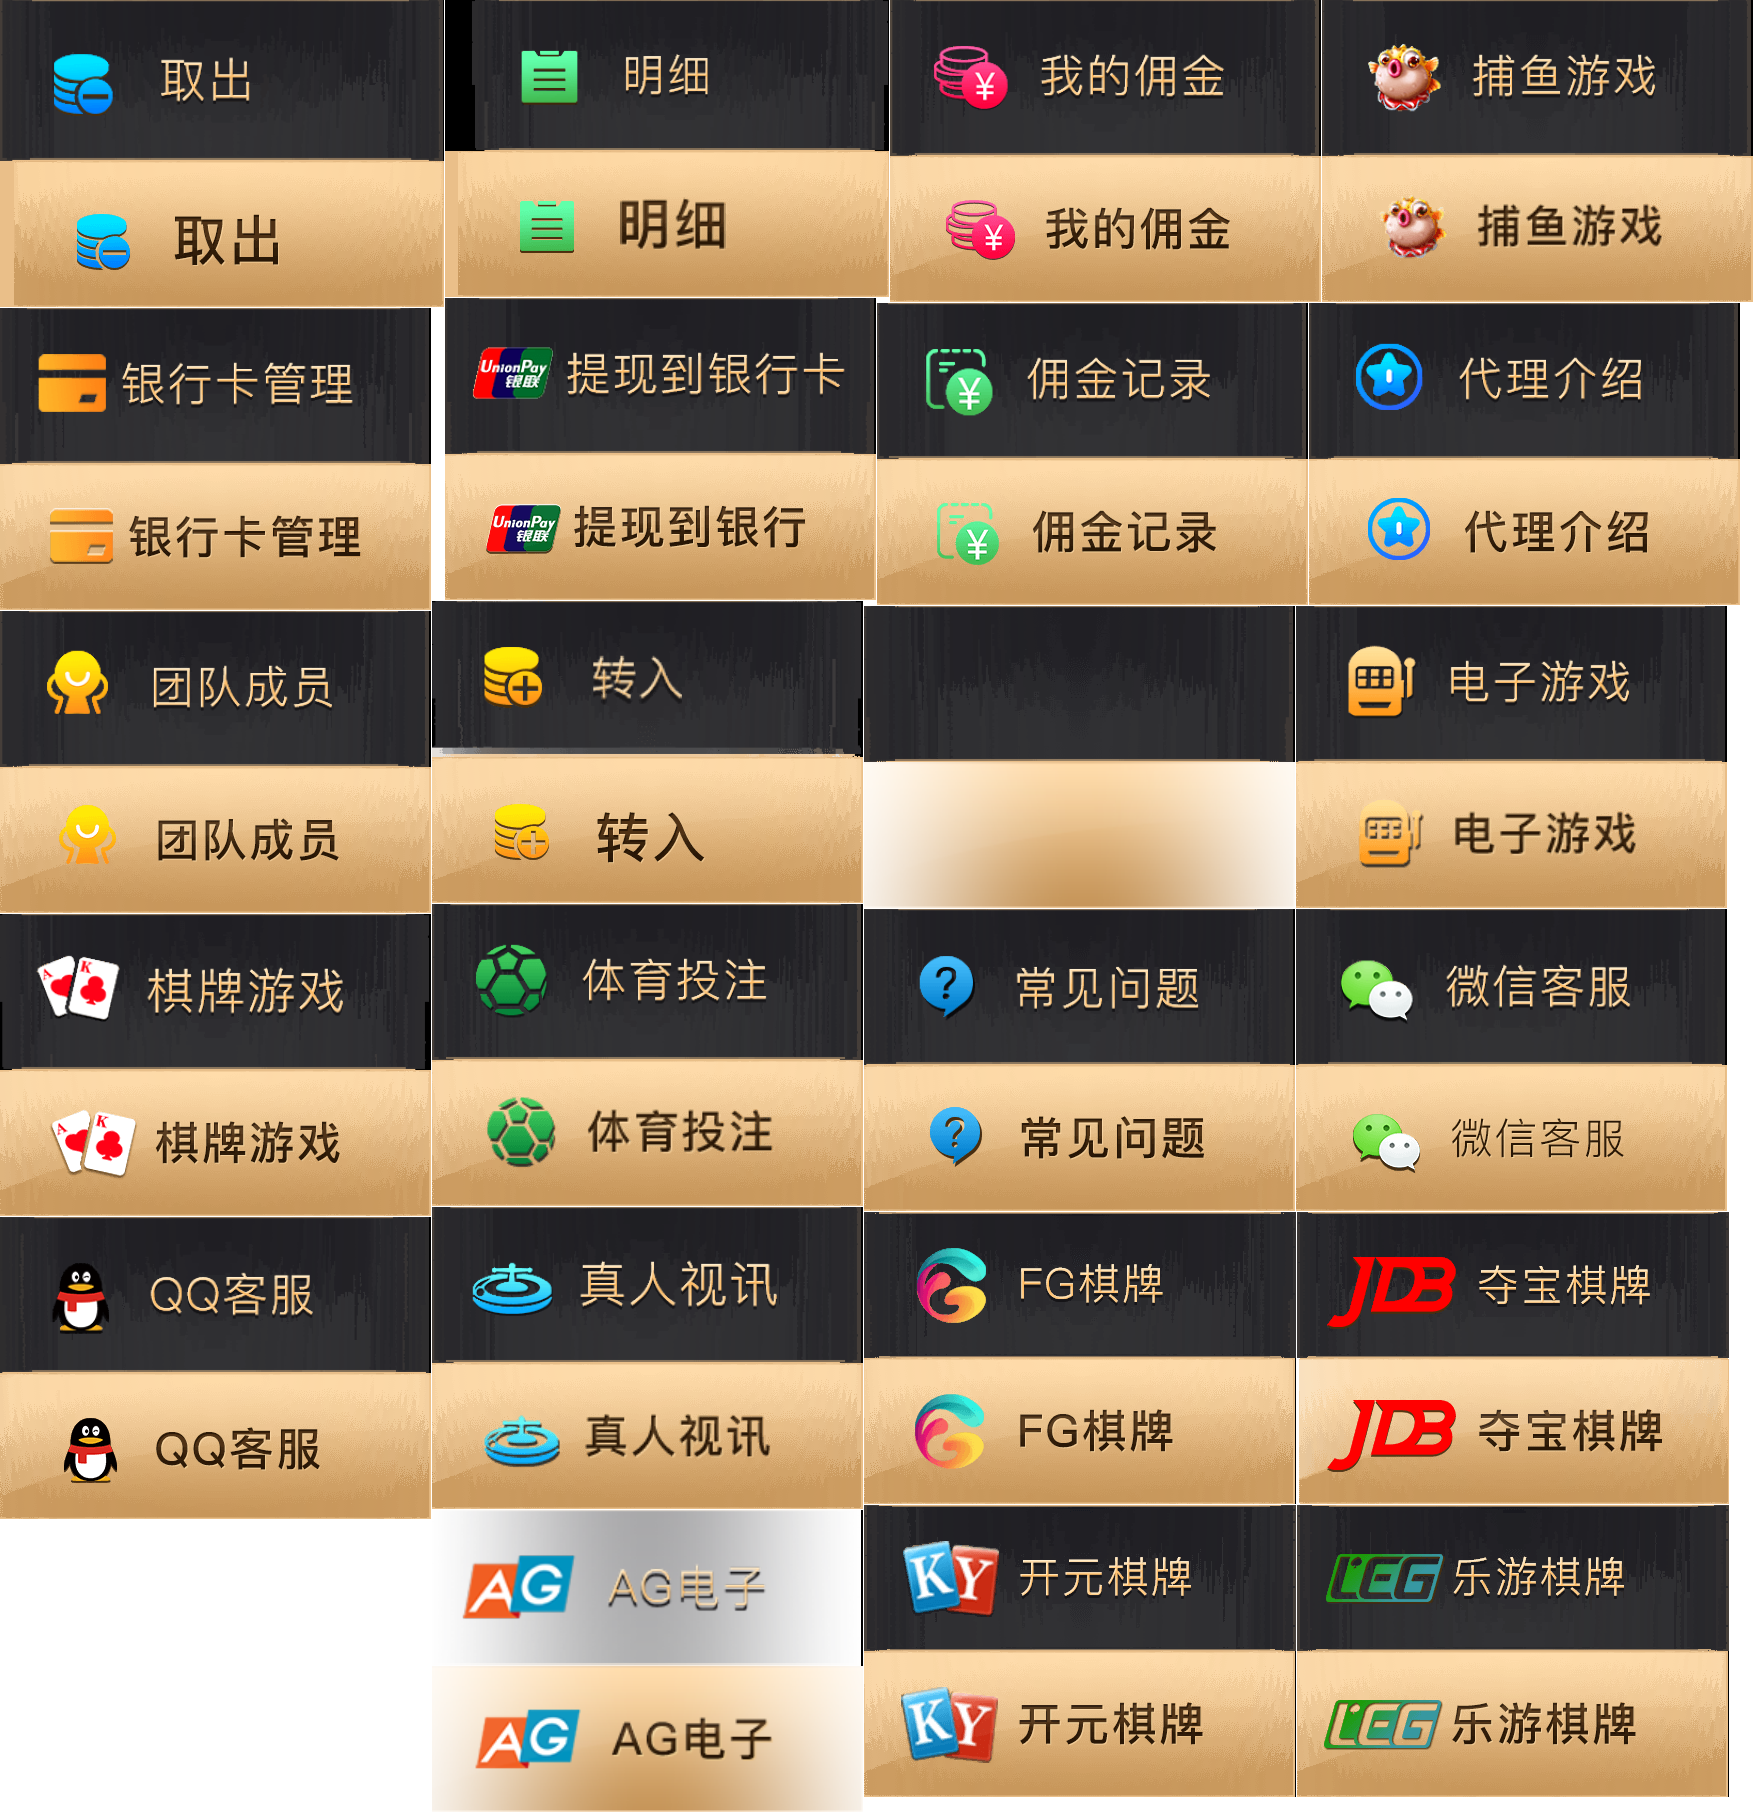 取出
明细
我的佣金
捕鱼游戏
取出
明细
我的佣金
捕鱼游戏
银行卡管理
UnionPay 银联 提现到银行卡
佣金记录
代理介绍
银行卡管理
UnionPay 银联 提现到银行
佣金记录
代理介绍
团队成员
转入
电子游戏
团队成员
转入
电子游戏
A K 棋牌游戏
体育投注
? 常见问题
微信客服
A K 棋牌游戏
体育投注
? 常见问题
微信客服
QQ客服
真人视讯
FG棋牌
JDB 夺宝棋牌
QQ客服
真人视讯
FG棋牌
JDB 夺宝棋牌
AG AG电子
KY 开元棋牌
LEG 乐游棋牌
AG AG电子
KY 开元棋牌
LEG 乐游棋牌